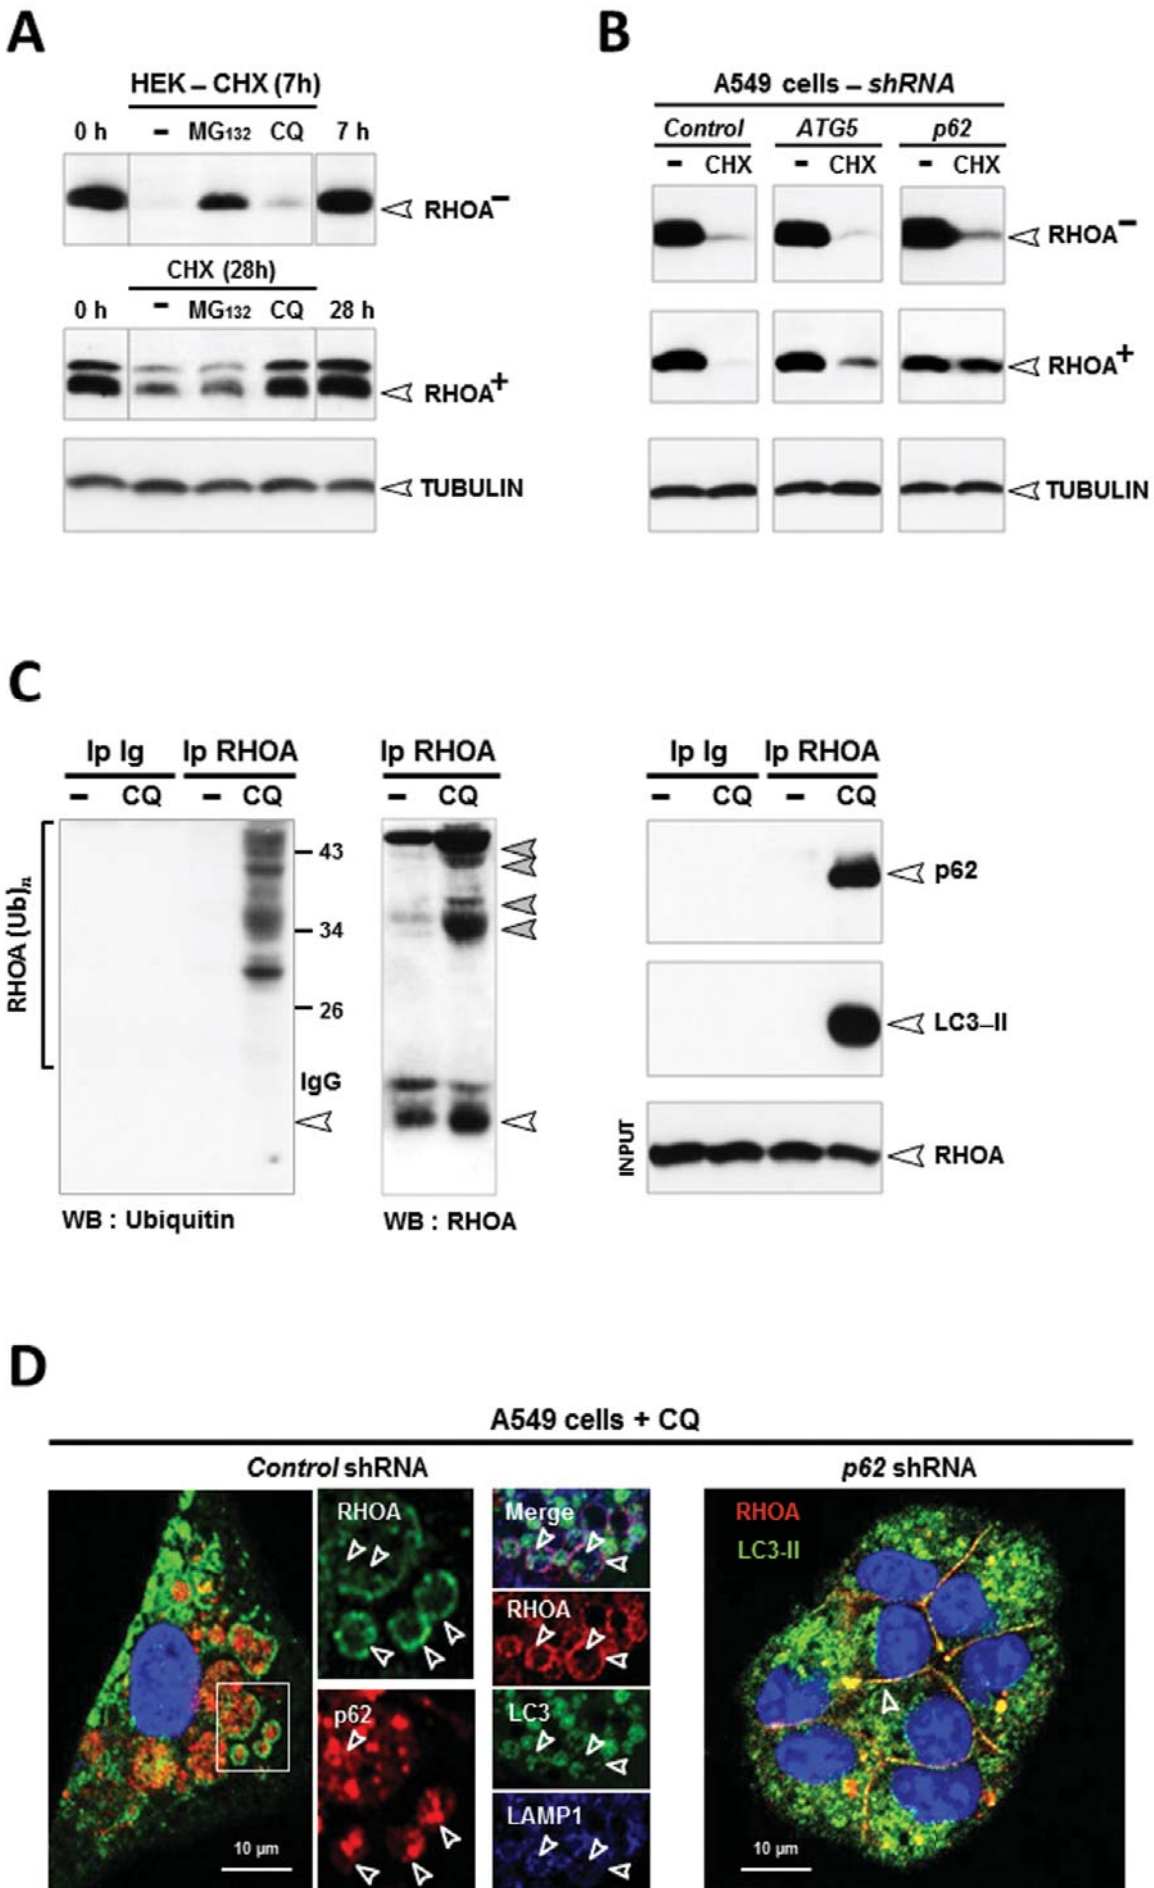 A
HEK – CHX (7h)
0 h – MG132 CQ 7 h
RHOA–
CHX (28h)
0 h – MG132 CQ 28 h
RHOA+
TUBULIN
B
A549 cells – shRNA
Control ATG5 p62
– CHX – CHX – CHX
RHOA–
RHOA+
TUBULIN
C
Ip Ig Ip RHOA
– CQ – CQ
RHOA (Ub)n
43
34
26
IgG
WB : Ubiquitin
Ip RHOA
– CQ
WB : RHOA
Ip Ig Ip RHOA
– CQ – CQ
p62
LC3–II
INPUT
RHOA
D
A549 cells + CQ
Control shRNA
10 µm
RHOA
p62
Merge
RHOA
LC3
LAMP1
p62 shRNA
RHOA
LC3-II
10 µm